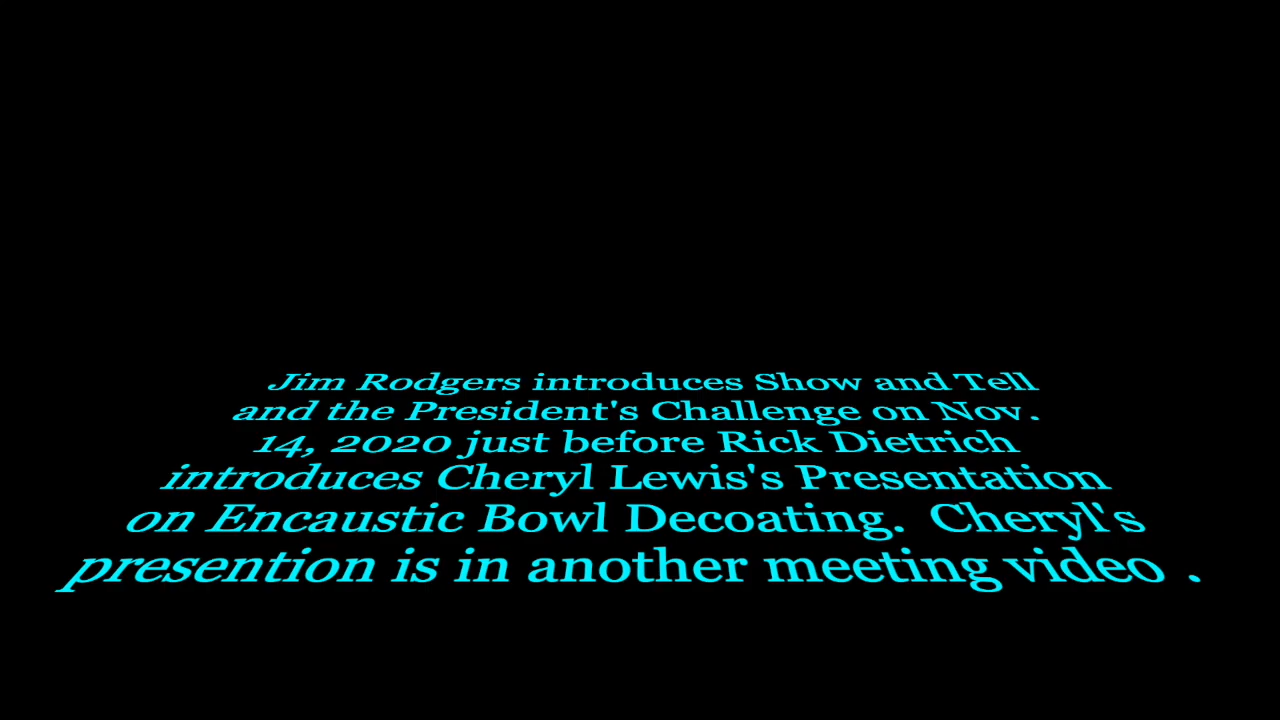 Jim Rodgers introduces Show and Tell
and the President's Challenge on Nov.
14, 2020 just before Rick Dietrich
introduces Cheryl Lewis's Presentation
on Encaustic Bowl Decoating. Cheryl's
presention is in another meeting video .